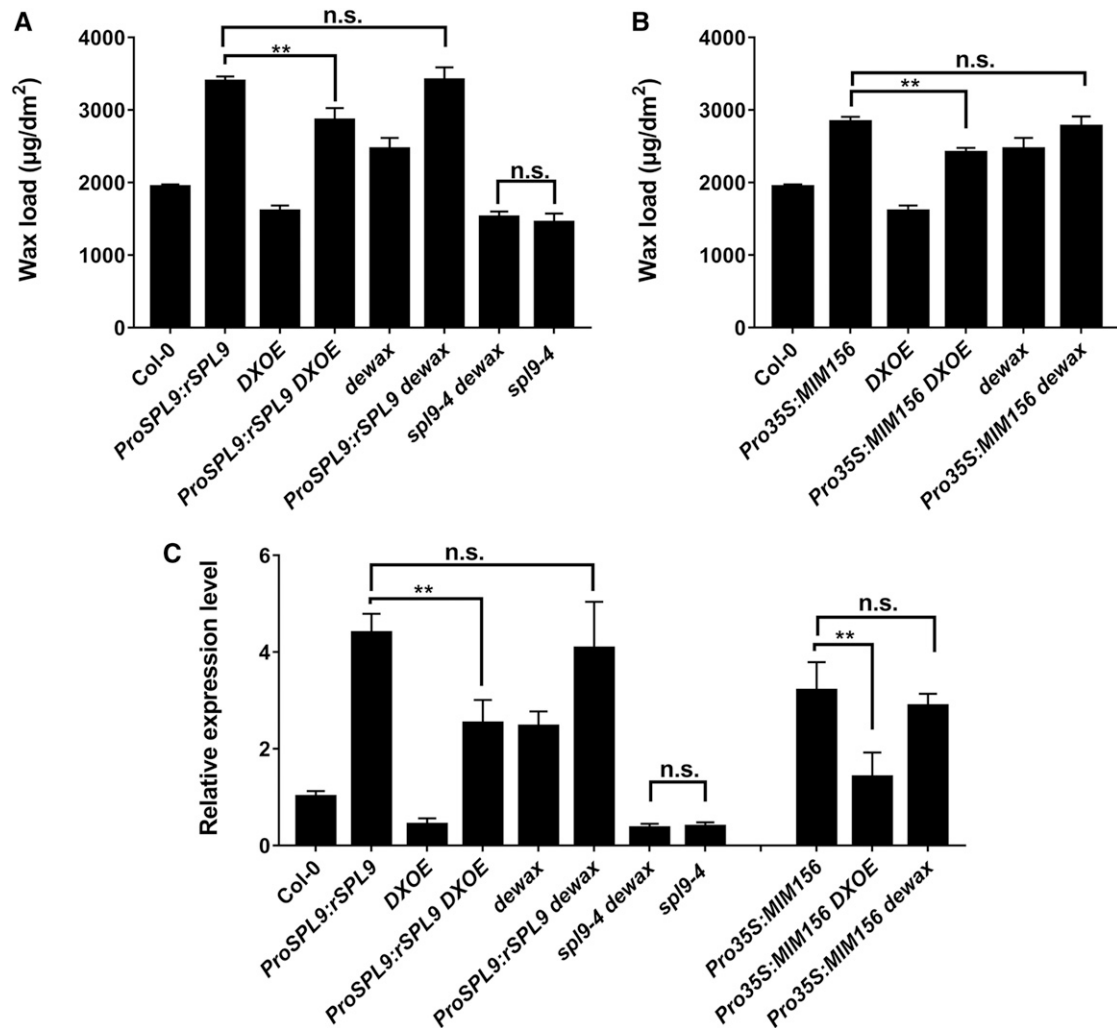 A
Wax load (µg/dm²)
4000
3000
2000
1000
0
n.s.
**
n.s.
Col-0
ProSPL9:rSPL9
DXOE
ProSPL9:rSPL9 DXOE
dewax
ProSPL9:rSPL9 dewax
spl9-4 dewax
spl9-4
B
Wax load (µg/dm²)
4000
3000
2000
1000
0
n.s.
**
Col-0
Pro35S:MIM156
DXOE
Pro35S:MIM156 DXOE
dewax
Pro35S:MIM156 dewax
C
Relative expression level
6
4
2
0
n.s.
**
n.s.
n.s.
**
Col-0
ProSPL9:rSPL9
DXOE
ProSPL9:rSPL9 DXOE
dewax
ProSPL9:rSPL9 dewax
spl9-4 dewax
spl9-4
Pro35S:MIM156
Pro35S:MIM156 DXOE
Pro35S:MIM156 dewax